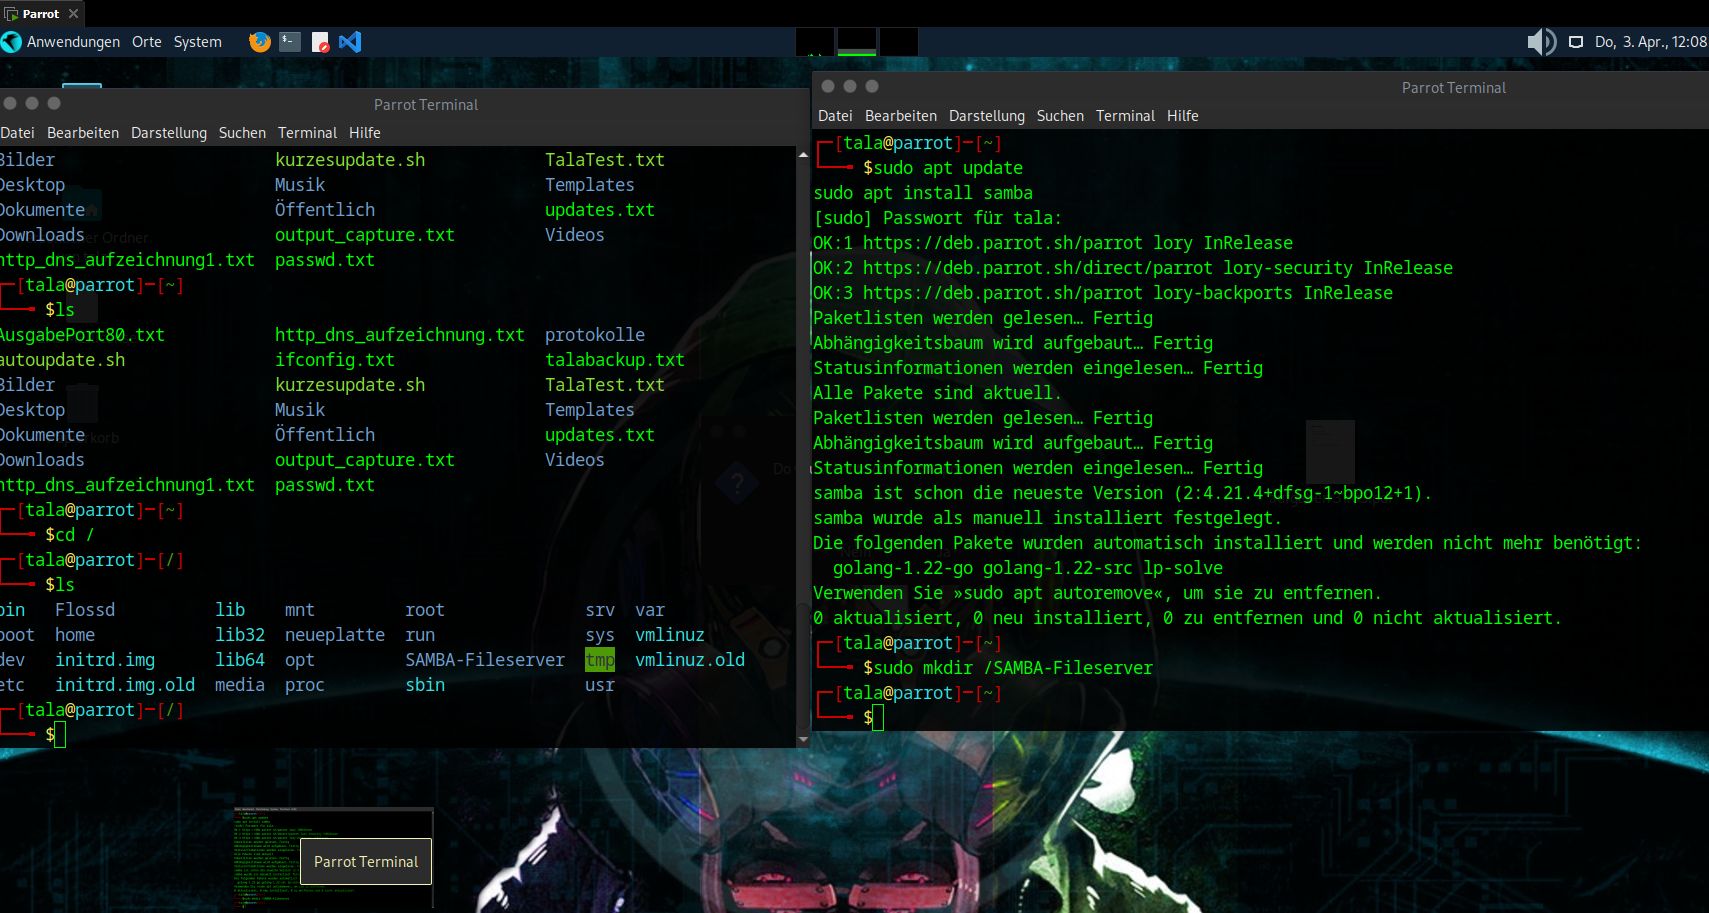 Parrot
Anwendungen Orte System
Do, 3. Apr., 12:08
Parrot Terminal
Datei Bearbeiten Darstellung Suchen Terminal Hilfe
Bilder kurzesupdate.sh TalaTest.txt
Desktop Musik Templates
Dokumente Öffentlich updates.txt
Downloads output_capture.txt Videos
http_dns_aufzeichnung1.txt passwd.txt
[tala@parrot]─[~]
$ls
AusgabePort80.txt http_dns_aufzeichnung.txt protokolle
autoupdate.sh ifconfig.txt talabackup.txt
Bilder kurzesupdate.sh TalaTest.txt
Desktop Musik Templates
Dokumente Öffentlich updates.txt
Downloads output_capture.txt Videos
http_dns_aufzeichnung1.txt passwd.txt
[tala@parrot]─[~]
$cd /
[tala@parrot]─[/]
$ls
bin Flossd lib mnt root srv var
boot home lib32 neueplatte run sys vmlinuz
dev initrd.img lib64 opt SAMBA-Fileserver tmp vmlinuz.old
etc initrd.img.old media proc sbin usr
[tala@parrot]─[/]
$
Parrot Terminal
Datei Bearbeiten Darstellung Suchen Terminal Hilfe
[tala@parrot]─[~]
$sudo apt update
sudo apt install samba
[sudo] Passwort für tala:
OK:1 https://deb.parrot.sh/parrot lory InRelease
OK:2 https://deb.parrot.sh/direct/parrot lory-security InRelease
OK:3 https://deb.parrot.sh/parrot lory-backports InRelease
Paketlisten werden gelesen… Fertig
Abhängigkeitsbaum wird aufgebaut… Fertig
Statusinformationen werden eingelesen… Fertig
Alle Pakete sind aktuell.
Paketlisten werden gelesen… Fertig
Abhängigkeitsbaum wird aufgebaut… Fertig
Statusinformationen werden eingelesen… Fertig
samba ist schon die neueste Version (2:4.21.4+dfsg-1~bpo12+1).
samba wurde als manuell installiert festgelegt.
Die folgenden Pakete wurden automatisch installiert und werden nicht mehr benötigt:
golang-1.22-go golang-1.22-src lp-solve
Verwenden Sie »sudo apt autoremove«, um sie zu entfernen.
0 aktualisiert, 0 neu installiert, 0 zu entfernen und 0 nicht aktualisiert.
[tala@parrot]─[~]
$sudo mkdir /SAMBA-Fileserver
[tala@parrot]─[~]
$
Parrot Terminal